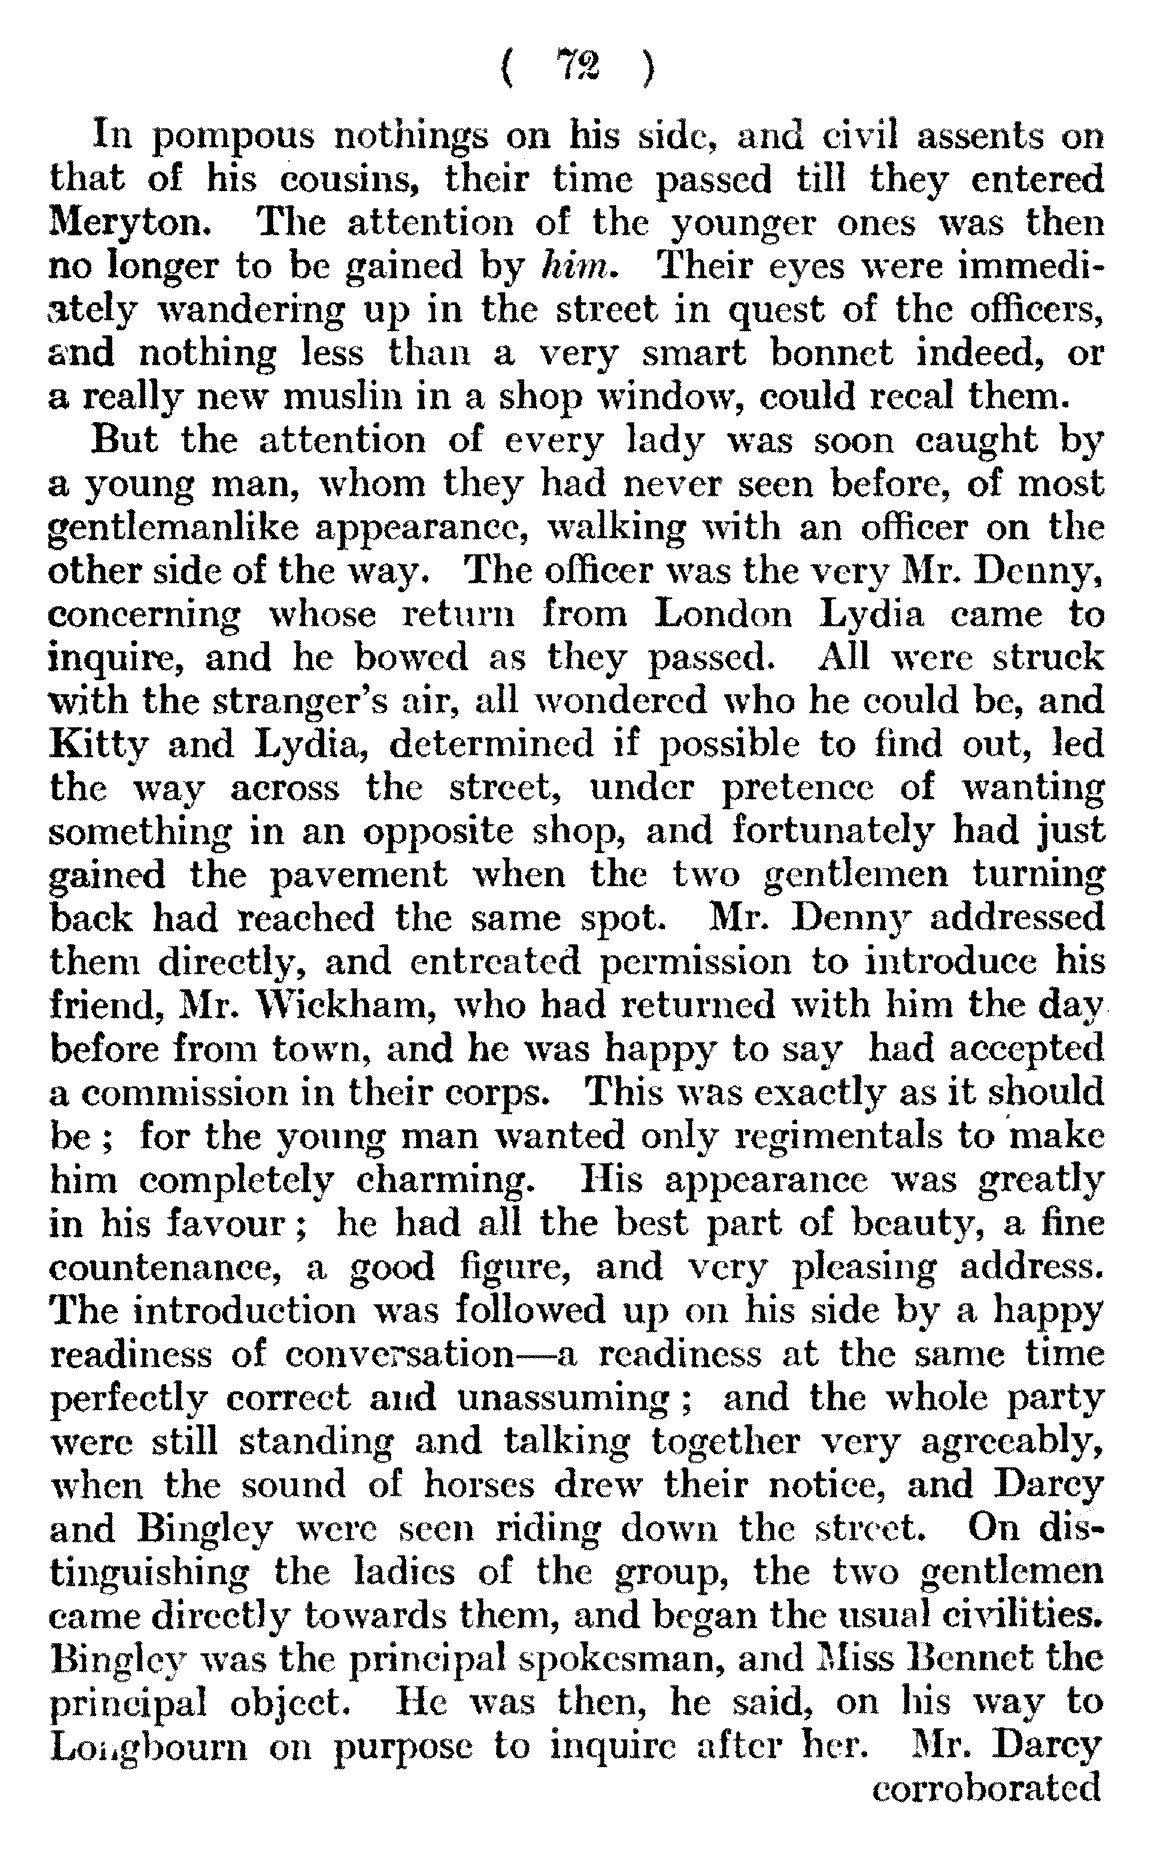 ( 72 )
In pompous nothings on his side, and civil assents on
that of his cousins, their time passed till they entered
Meryton. The attention of the younger ones was then
no longer to be gained by him. Their eyes were immedi-
ately wandering up in the street in quest of the officers,
and nothing less than a very smart bonnet indeed, or
a really new muslin in a shop window, could recal them.
But the attention of every lady was soon caught by
a young man, whom they had never seen before, of most
gentlemanlike appearance, walking with an officer on the
other side of the way. The officer was the very Mr. Denny,
concerning whose return from London Lydia came to
inquire, and he bowed as they passed. All were struck
with the stranger's air, all wondered who he could be, and
Kitty and Lydia, determined if possible to find out, led
the way across the street, under pretence of wanting
something in an opposite shop, and fortunately had just
gained the pavement when the two gentlemen turning
back had reached the same spot. Mr. Denny addressed
them directly, and entreated permission to introduce his
friend, Mr. Wickham, who had returned with him the day
before from town, and he was happy to say had accepted
a commission in their corps. This was exactly as it should
be ; for the young man wanted only regimentals to make
him completely charming. His appearance was greatly
in his favour ; he had all the best part of beauty, a fine
countenance, a good figure, and very pleasing address.
The introduction was followed up on his side by a happy
readiness of conversation—a readiness at the same time
perfectly correct and unassuming ; and the whole party
were still standing and talking together very agreeably,
when the sound of horses drew their notice, and Darcy
and Bingley were seen riding down the street. On dis-
tinguishing the ladies of the group, the two gentlemen
came directly towards them, and began the usual civilities.
Bingley was the principal spokesman, and Miss Bennet the
principal object. He was then, he said, on his way to
Longbourn on purpose to inquire after her. Mr. Darcy
corroborated